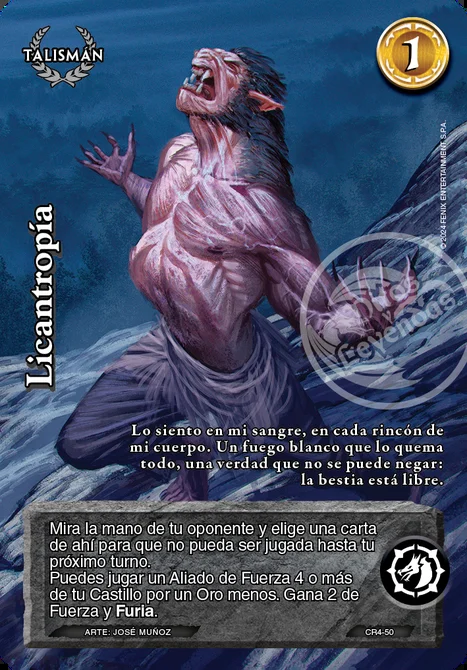 TALISMÁN
1
© 2024 FENIX ENTERTAINMENT S.P.A.
Licantropía
Mitos y
Leyendas
Lo siento en mi sangre, en cada rincón de
mi cuerpo. Un fuego blanco que lo quema
todo, una verdad que no se puede negar:
la bestia está libre.
Mira la mano de tu oponente y elige una carta
de ahí para que no pueda ser jugada hasta tu
próximo turno.
Puedes jugar un Aliado de Fuerza 4 o más
de tu Castillo por un Oro menos. Gana 2 de
Fuerza y Furia.
ARTE: JOSÉ MUÑOZ
CR4-50